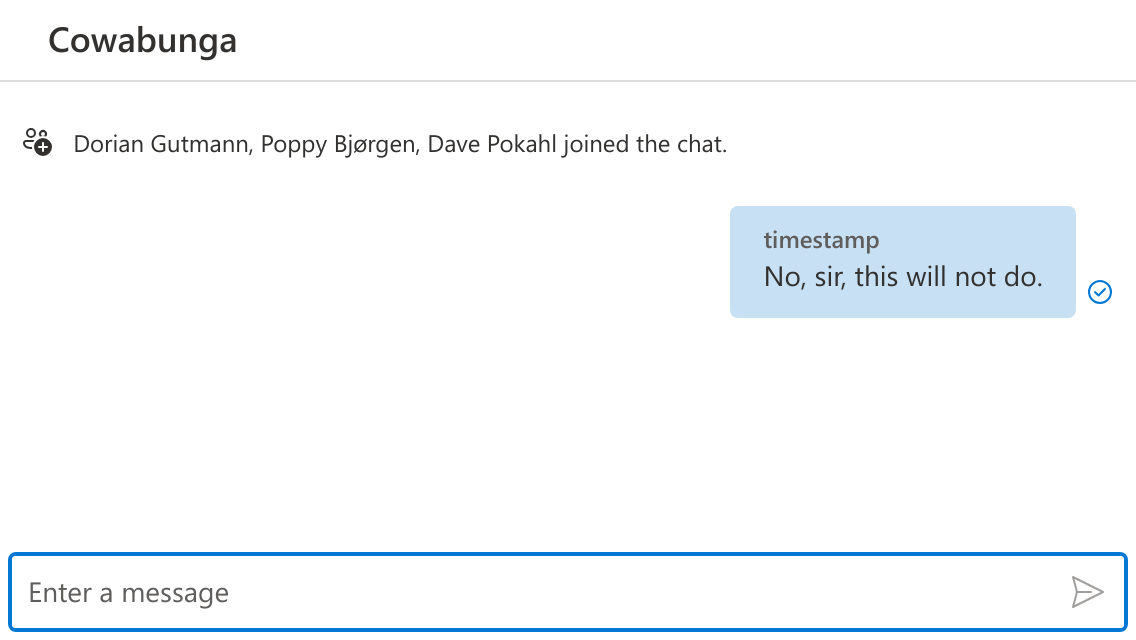 Cowabunga
Dorian Gutmann, Poppy Bjørgen, Dave Pokahl joined the chat.
timestamp
No, sir, this will not do.
Enter a message